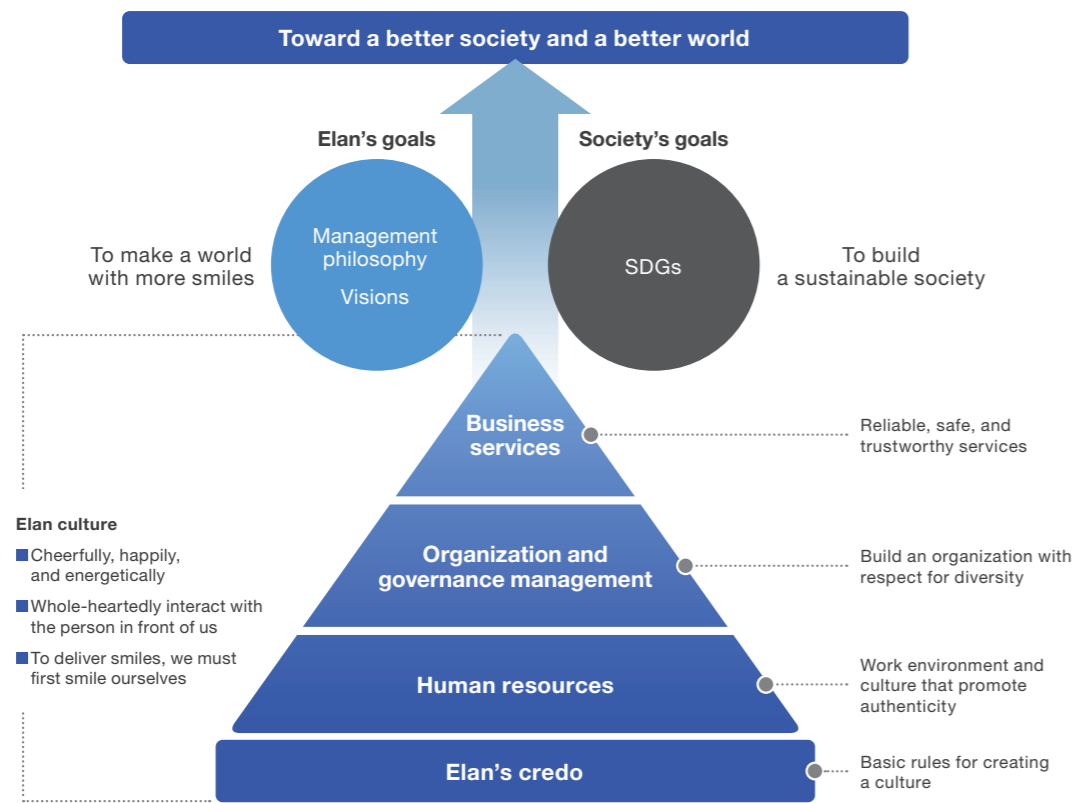 Toward a better society and a better world
Elan’s goals
Society’s goals
To make a world
with more smiles
Management
philosophy
Visions
SDGs
To build
a sustainable society
Business
services
Reliable, safe, and
trustworthy services
Elan culture
Cheerfully, happily,
and energetically
Whole-heartedly interact with
the person in front of us
To deliver smiles, we must
first smile ourselves
Organization and
governance management
Build an organization with
respect for diversity
Human resources
Work environment and
culture that promote
authenticity
Elan’s credo
Basic rules for creating
a culture